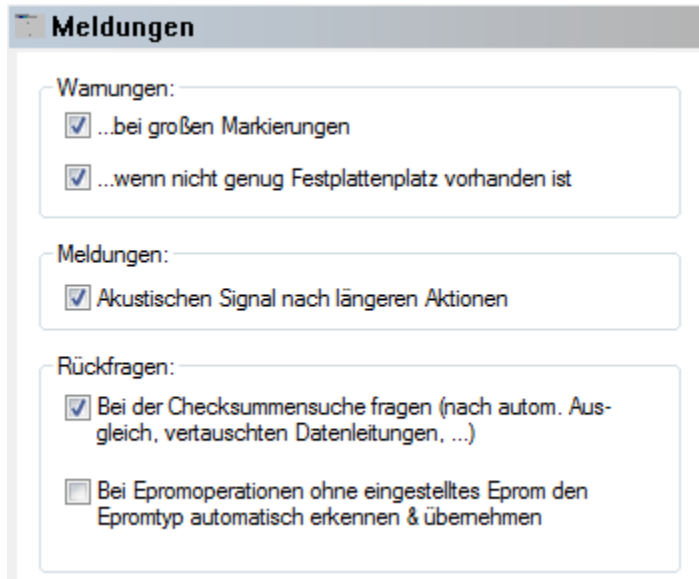 Meldungen
Warnungen:
...bei großen Markierungen
...wenn nicht genug Festplattenplatz vorhanden ist
Meldungen:
Akustischen Signal nach längeren Aktionen
Rückfragen:
Bei der Checksummensuche fragen (nach autom. Aus-
gleich, vertauschten Datenleitungen, ...)
Bei Epromoperationen ohne eingestelltes Eprom den
Epromtyp automatisch erkennen & übernehmen